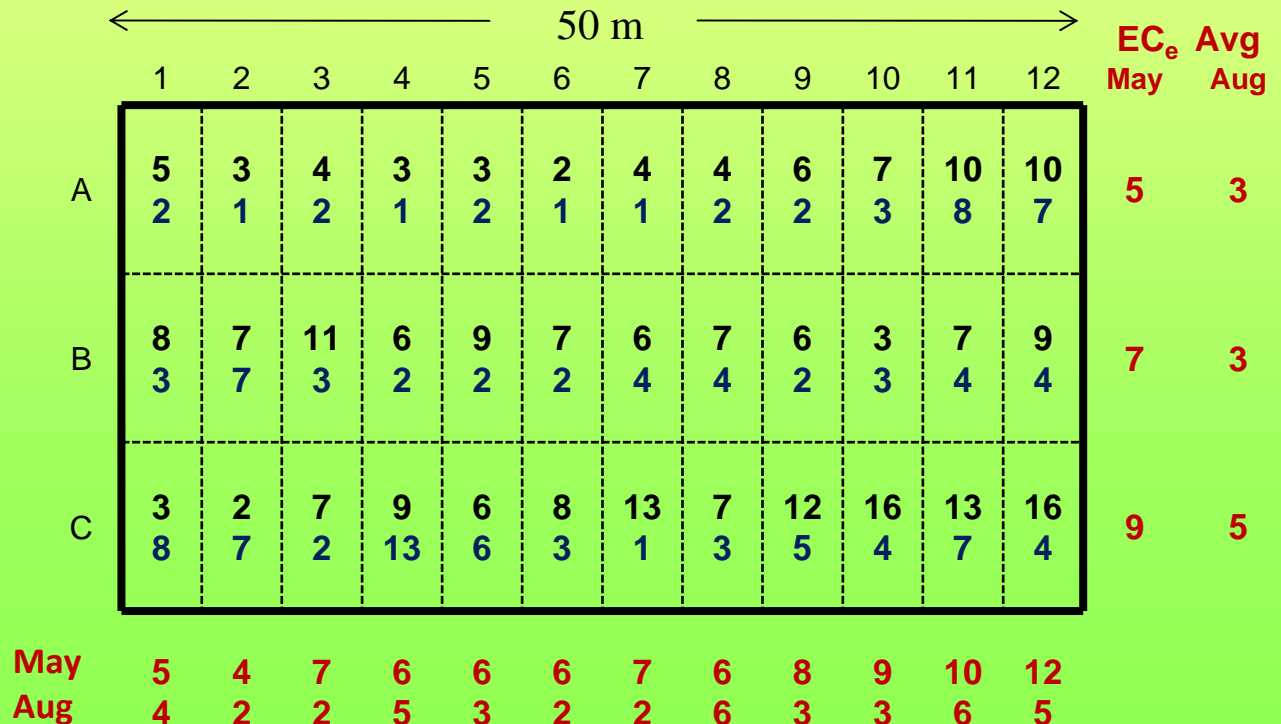 50 m
ECe Avg
1 2 3 4 5 6 7 8 9 10 11 12 May Aug
5 3 4 3 3 2 4 4 6 7 10 10
A 5 3
2 1 2 1 2 1 1 2 2 3 8 7
8 7 11 6 9 7 6 7 6 3 7 9
B 7 3
3 7 3 2 2 2 4 4 2 3 4 4
3 2 7 9 6 8 13 7 12 16 13 16
C 9 5
8 7 2 13 6 3 1 3 5 4 7 4
May 5 4 7 6 6 6 7 6 8 9 10 12
Aug 4 2 2 5 3 2 2 6 3 3 6 5